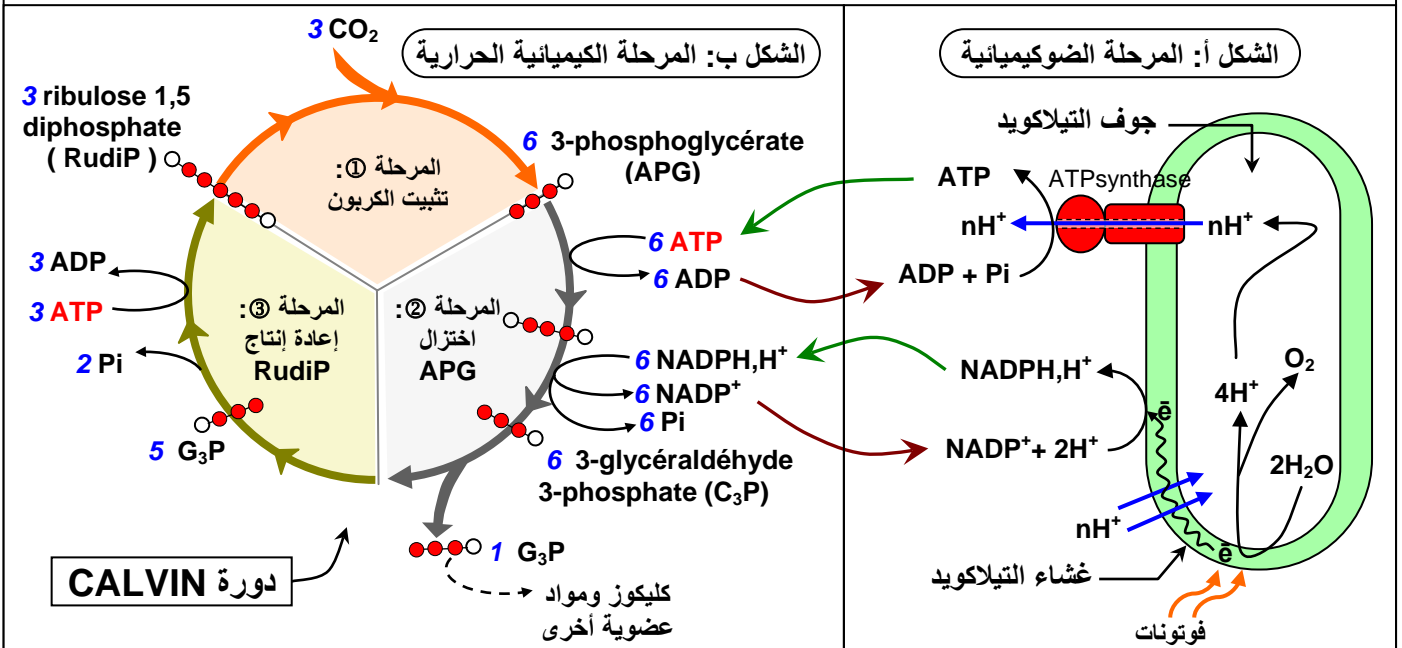 الشكل أ: المرحلة الضوكيميائية
جوف التيلاكويد
ATP
ATPsynthase
nH⁺
nH⁺
ADP + Pi
NADPH,H⁺
O₂
4H⁺
ē
NADP⁺+ 2H⁺
2H₂O
nH⁺
ē
غشاء التيلاكويد
فوتونات
الشكل ب: المرحلة الكيميائية الحرارية
3 CO₂
3 ribulose 1,5
diphosphate
( RudiP )
6 3-phosphoglycérate
(APG)
المرحلة ①:
تثبيت الكربون
6 ATP
6 ADP
المرحلة ②:
اختزال
APG
6 NADPH,H⁺
6 NADP⁺
6 Pi
6 3-glycéraldéhyde
3-phosphate (C₃P)
1 G₃P
كليكوز ومواد
عضوية أخرى
المرحلة ③:
إعادة إنتاج
RudiP
3 ADP
3 ATP
2 Pi
5 G₃P
دورة CALVIN